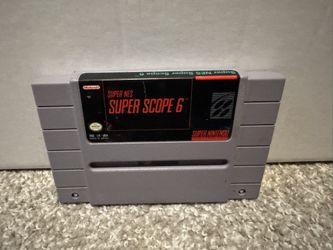 Super NES Super Scope 6
Nintendo
SUPER NES
SUPER SCOPE 6
SUPER NINTENDO